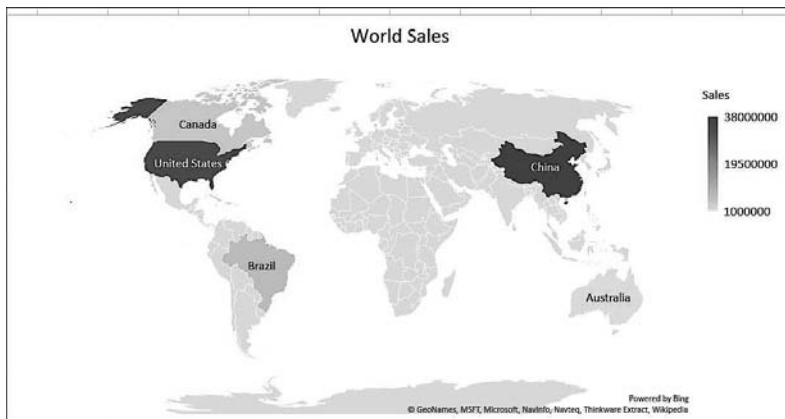 World Sales
Sales
38000000
19500000
1000000
Canada
United States
China
Brazil
Australia
Powered by Bing
© GeoNames, MSFT, Microsoft, NavInfo, Navteq, Thinkware Extract, Wikipedia